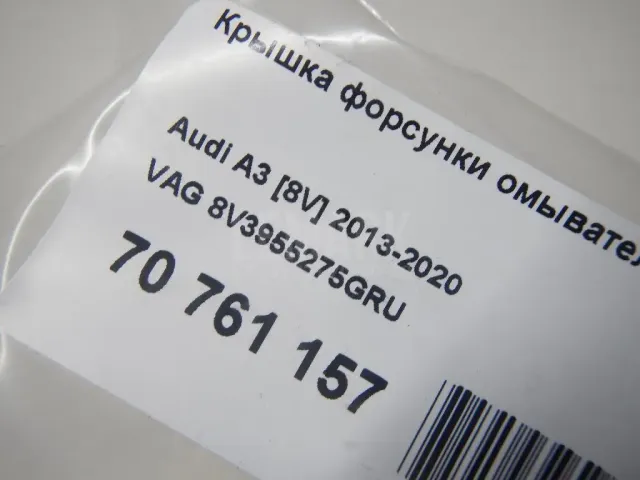 Крышка форсунки омывател
Audi A3 [8V] 2013-2020
VAG 8V3955275GRU
70 761 157